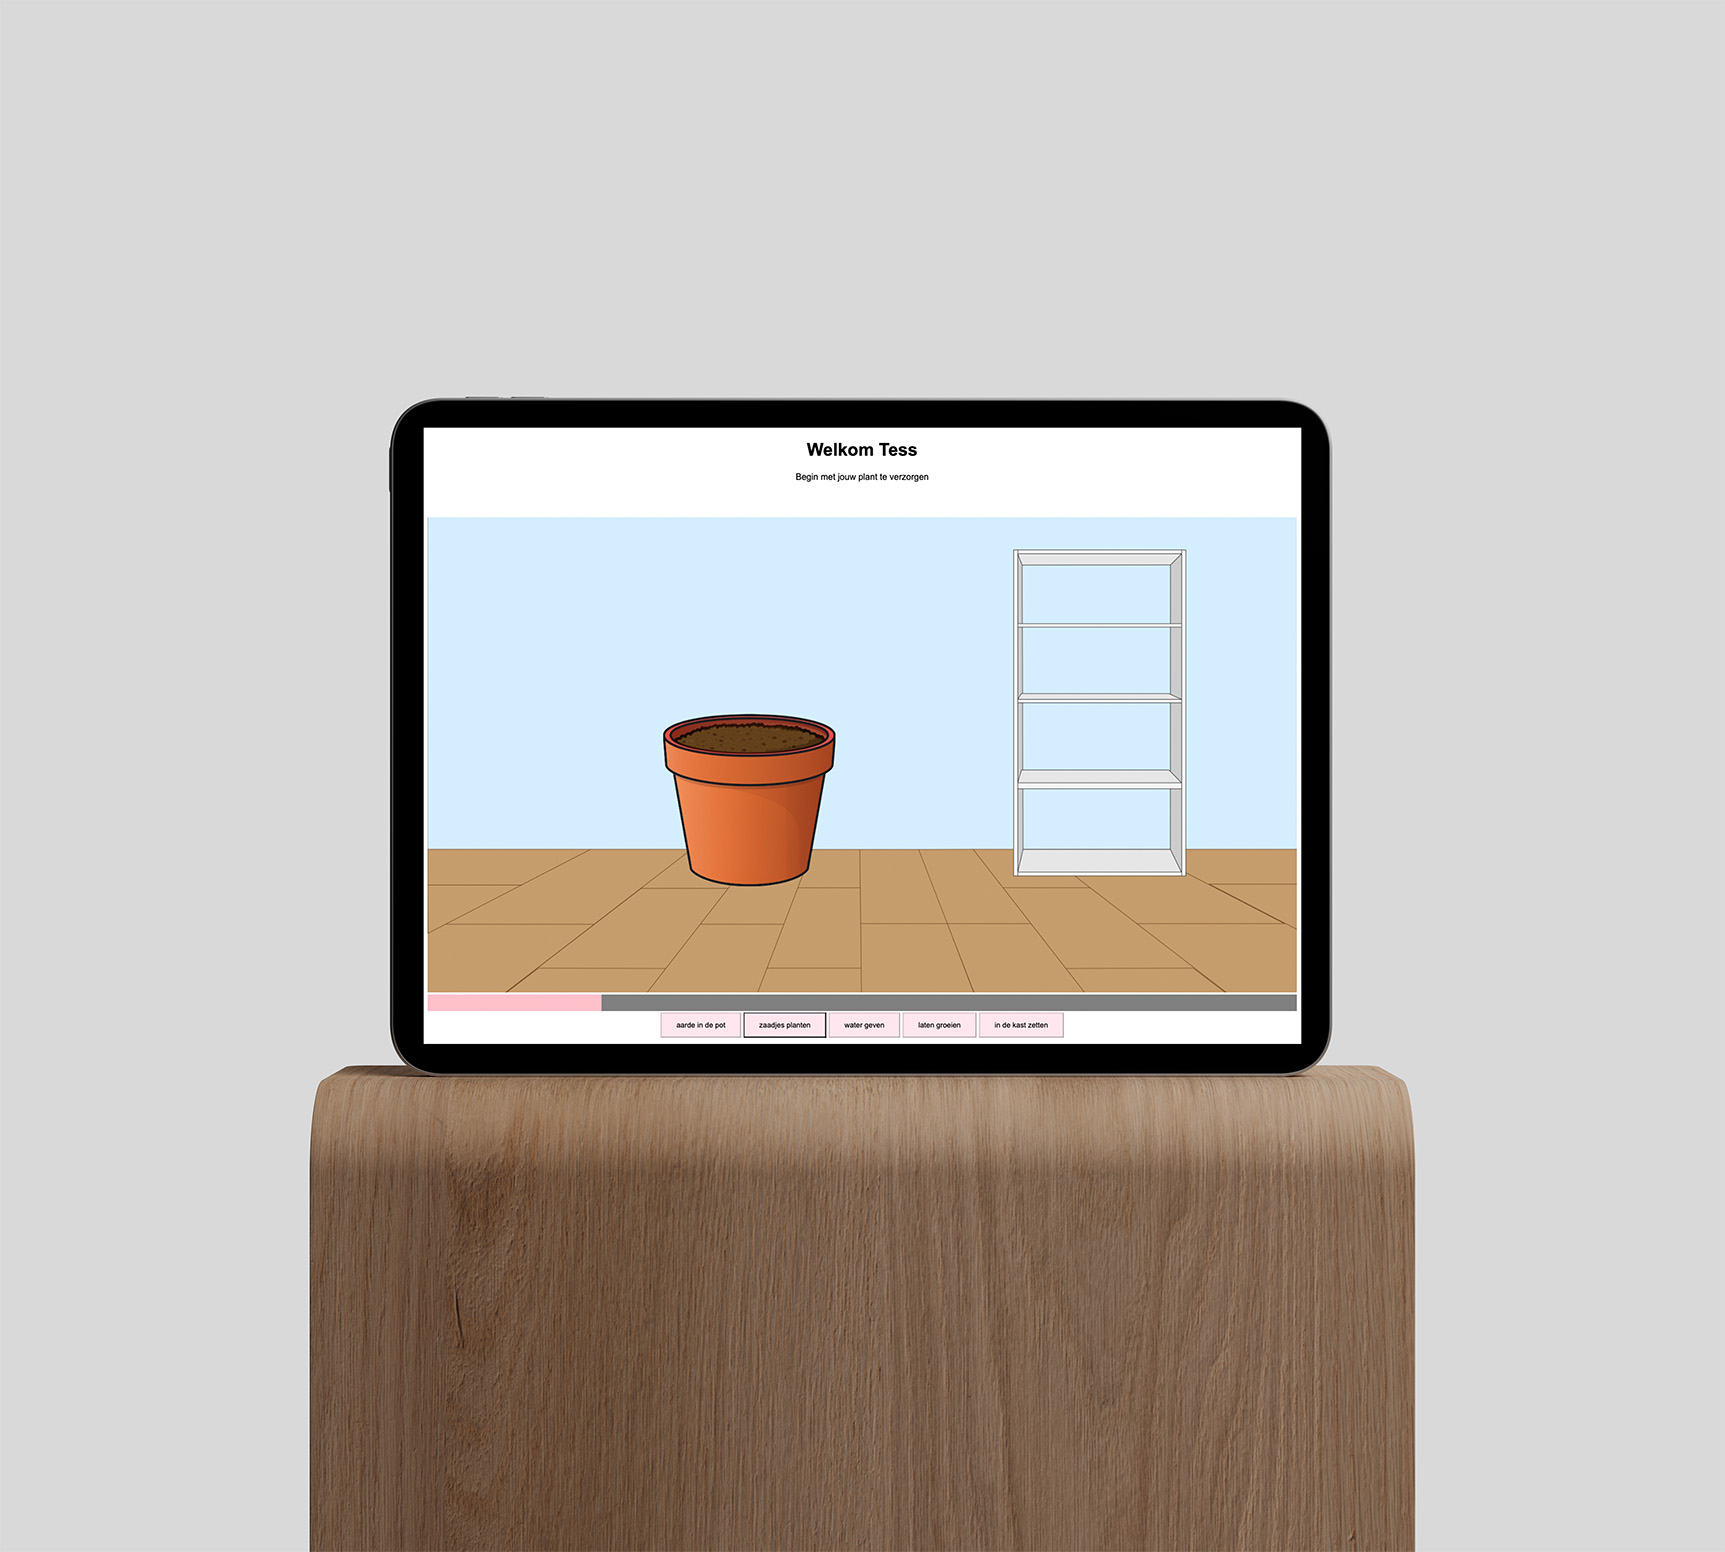 Welkom Tess
Begin met jouw plant te verzorgen
aarde in de pot
zaadjes planten
water geven
laten groeien
in de kast zetten